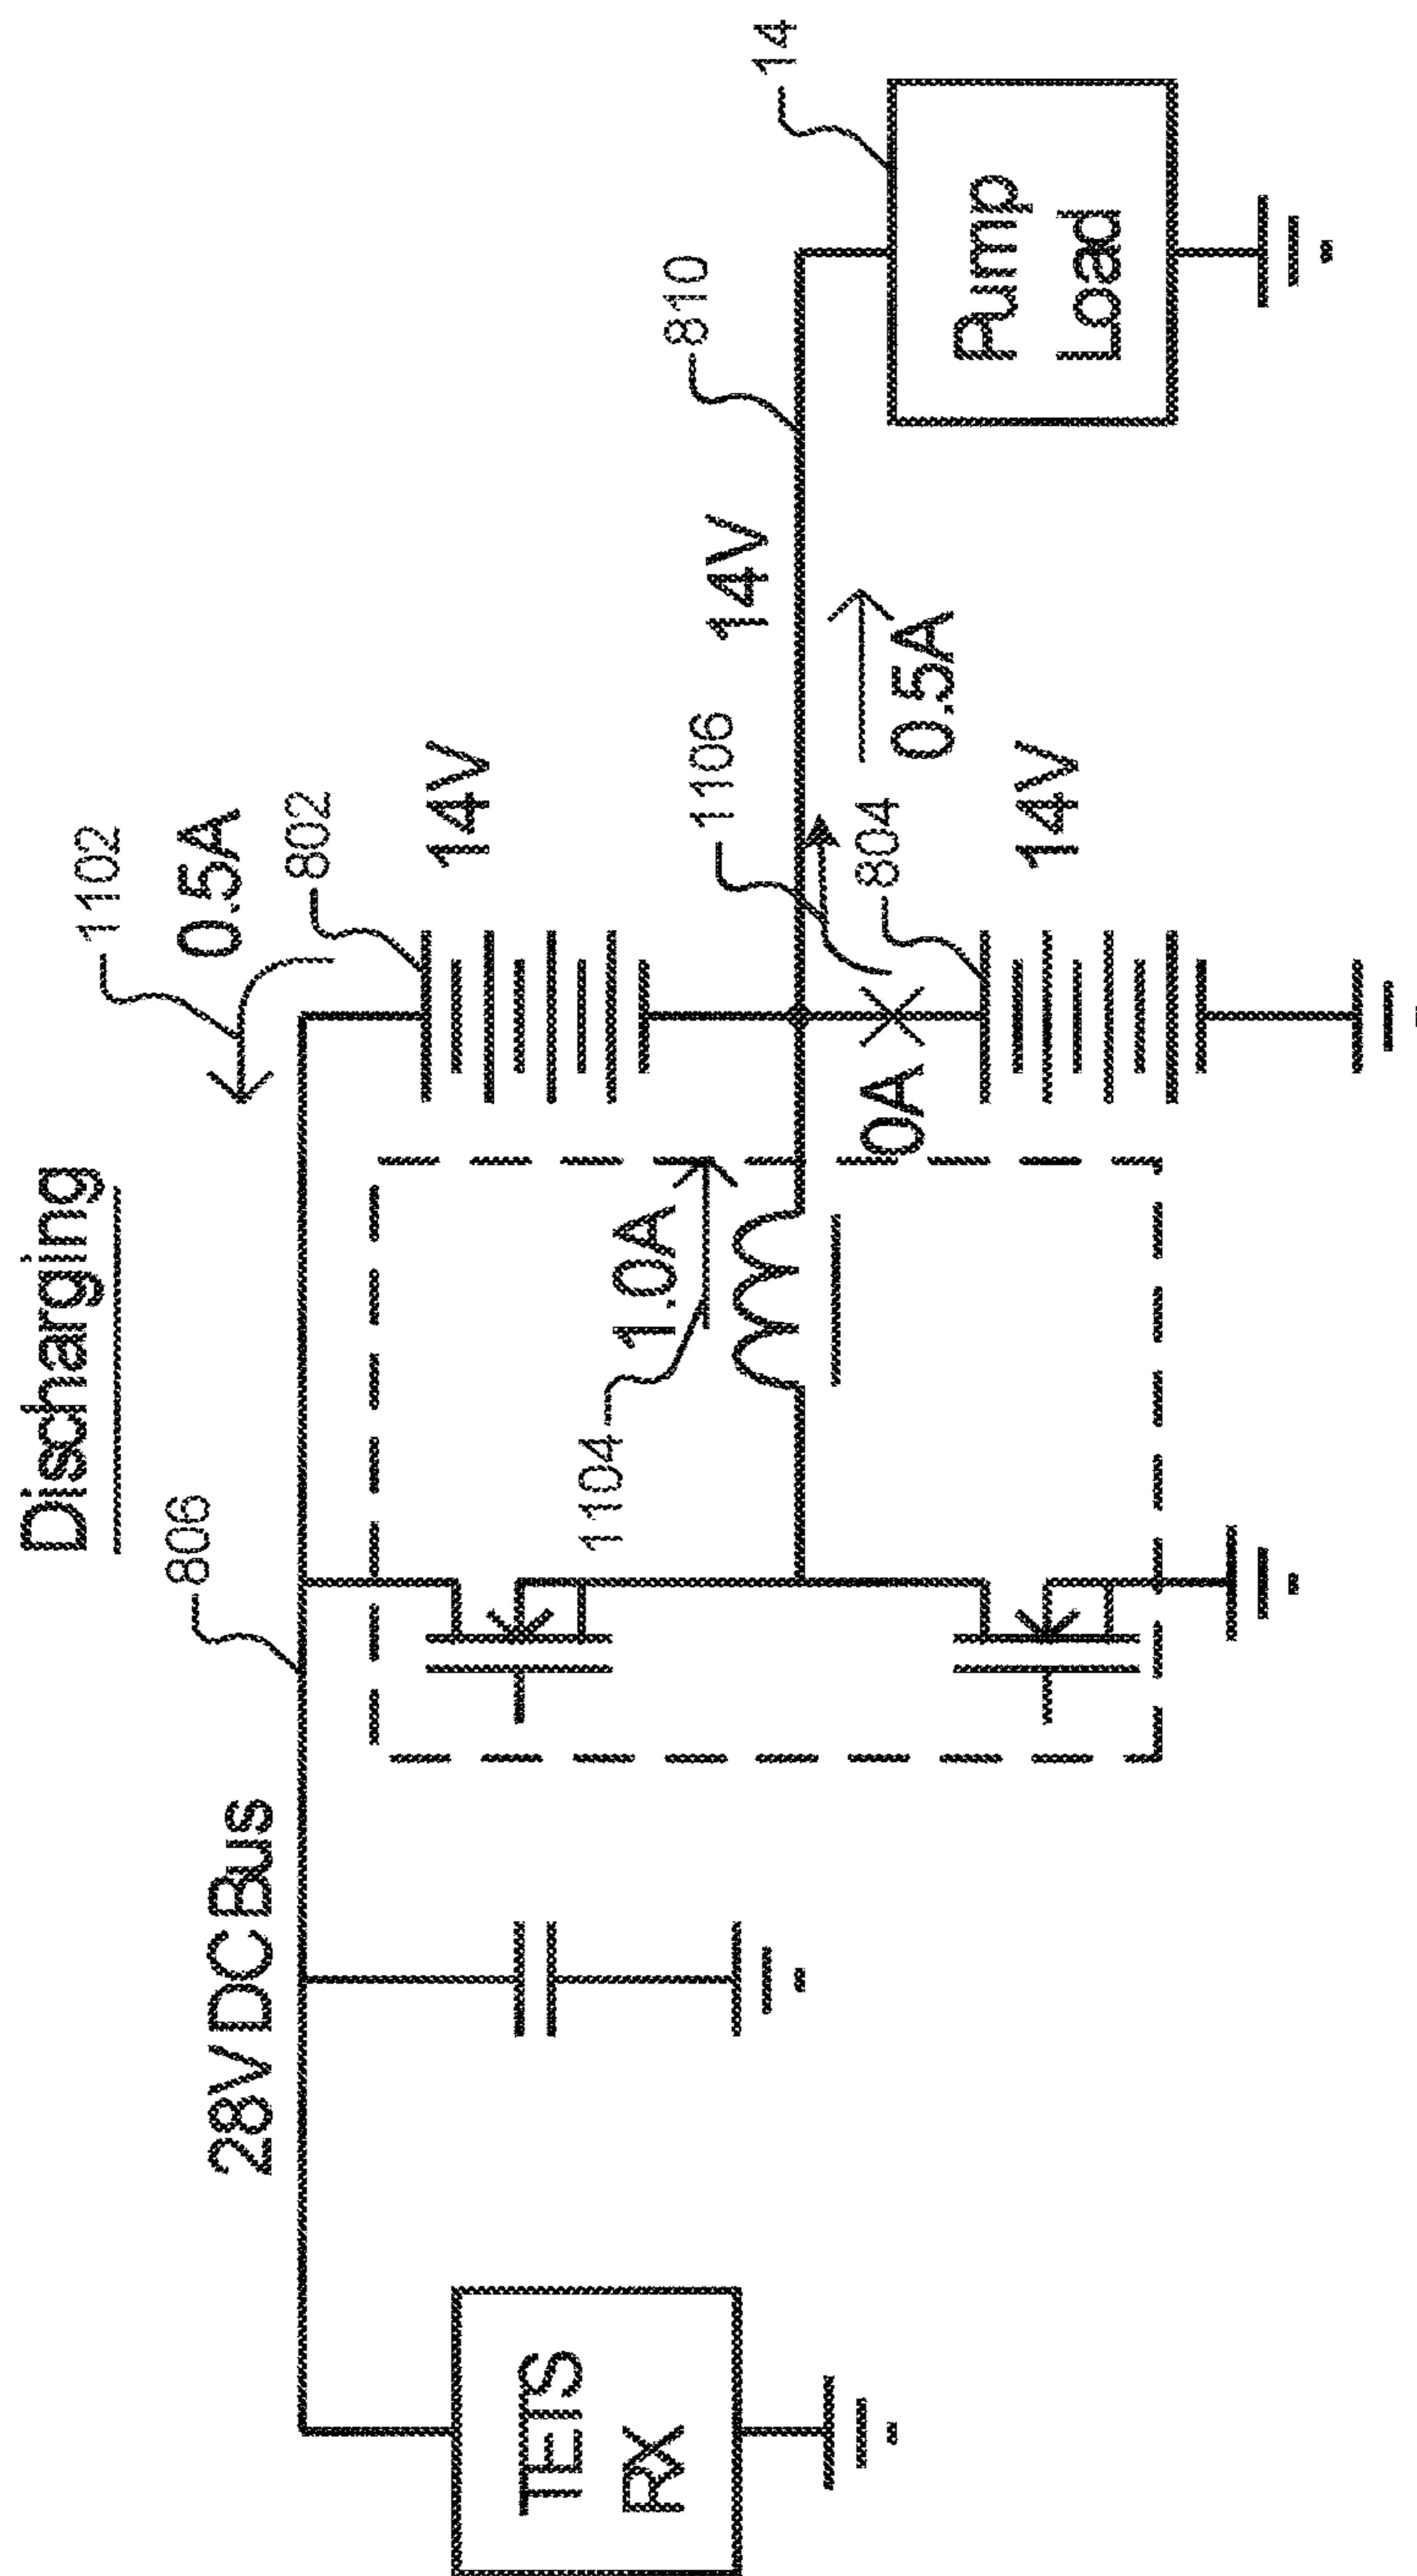 Discharging
1102
0.5A
802
14V
806
28V DC Bus
1104
1.0A
1106
0A
804
14V
14V
0.5A
810
14
Pump
Load
TETS
RX